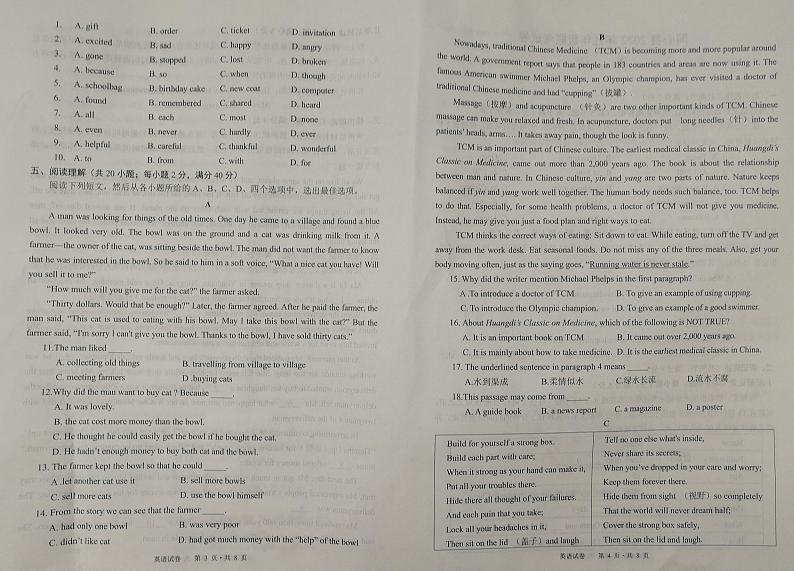 1. A. gift B. order C. ticket D. invitation
2. A. excited B. sad C. happy D. angry
3. A. gone B. stopped C. lost D. broken
4. A. because B. so C. when D. though
5. A. schoolbag B. birthday cake C. new coat D. computer
6. A. found B. remembered C. shared D. heard
7. A. all B. each C. most D. none
8. A. even B. never C. hardly D. ever
9. A. helpful B. careful C. thankful D. wonderful
10. A. to B. from C. with D. for
五、阅读理解（共 20 小题；每小题 2 分，满分 40 分）
阅读下列短文，然后从各小题所给的 A、B、C、D、四个选项中，选出最佳选项。
A
A man was looking for things of the old times. One day he came to a village and found a blue
bowl. It looked very old. The bowl was on the ground and a cat was drinking milk from it. A
farmer—the owner of the cat, was sitting beside the bowl. The man did not want the farmer to know
that he was interested in the bowl. So he said to him in a soft voice, “What a nice cat you have! Will
you sell it to me?”
“How much will you give me for the cat?” the farmer asked.
“Thirty dollars. Would that be enough?” Later, the farmer agreed. After he paid the farmer, the
man said, “This cat is used to eating with his bowl. May I take this bowl with the cat?” But the
farmer said, “I'm sorry I can't give you the bowl. Thanks to the bowl, I have sold thirty cats.”
11.The man liked _____.
A. collecting old things B. travelling from village to village
C. meeting farmers D .buying cats
12.Why did the man want to buy cat ? Because _____.
A. It was lovely.
B. the cat cost more money than the bowl.
C. He thought he could easily get the bowl if he bought the cat.
D. He hadn't enough money to buy both cat and the bowl.
13. The farmer kept the bowl so that he could _____.
A .let another cat use it B. sell more bowls
C. sell more cats D. use the bowl himself
14. From the story we can see that the farmer _____.
A. had only one bowl B. was very poor
C. didn't like cat D. had got much money with the “help” of the bowl
英语试卷 第 3 页·共 8 页
B
Nowadays, traditional Chinese Medicine （TCM）is becoming more and more popular around
the world. A government report says that people in 183 countries and areas are now using it. The
famous American swimmer Michael Phelps, an Olympic champion, has ever visited a doctor of
traditional Chinese medicine and had “cupping”（拔罐）.
Massage（按摩）and acupuncture （针灸）are two other important kinds of TCM. Chinese
massage can make you relaxed and fresh. In acupuncture, doctors put long needles（针）into the
patients' heads, arms…. It takes away pain, though the look is funny.
TCM is an important part of Chinese culture. The earliest medical classic in China, Huangdi's
Classic on Medicine, came out more than 2,000 years ago. The book is about the relationship
between man and nature. In Chinese culture, yin and yang are two parts of nature. Nature keeps
balanced if yin and yang work well together. The human body needs such balance, too. TCM helps
to do that. Especially, for some health problems, a doctor of TCM will not give you medicine.
Instead, he may give you just a food plan and right ways to eat.
TCM thinks the correct ways of eating: Sit down to eat. While eating, turn off the TV and get
away from the work desk. Eat seasonal foods. Do not miss any of the three meals. Also, get your
body moving often, just as the saying goes, “Running water is never stale.”
15. Why did the writer mention Michael Phelps in the first paragraph?
A .To introduce a doctor of TCM B. To give an example of using cupping.
C. To introduce the Olympic champion. D. To give an example of a good swimmer.
16. About Huangdi's Classic on Medicine, which of the following is NOT TRUE?
A. It is an important book on TCM B. It came out over 2,000 years ago.
C. It is mainly about how to take medicine. D. It is the earliest medical classic in China.
17. The underlined sentence in paragraph 4 means _____.
A.水到渠成 B.柔情似水 C.绿水长流 D.流水不腐
18.This passage may come from _____.
A. A guide book B. a news report C. a magazine D. a poster
C
Build for yourself a strong box.
Build each part with care;
When it strong as your hand can make it,
Put all your troubles there.
Hide there all thought of your failures.
And each pain that you take;
Lock all your headaches in it,
Then sit on the lid （盖子）and laugh
Tell no one else what's inside,
Never share its secrets;
When you've dropped in your care and worry;
Keep them forever there.
Hide them from sight （视野）so completely
That the world will never dream half;
Cover the strong box safely,
Then sit on the lid and laugh.
英语试卷 第 4 页·共 8 页